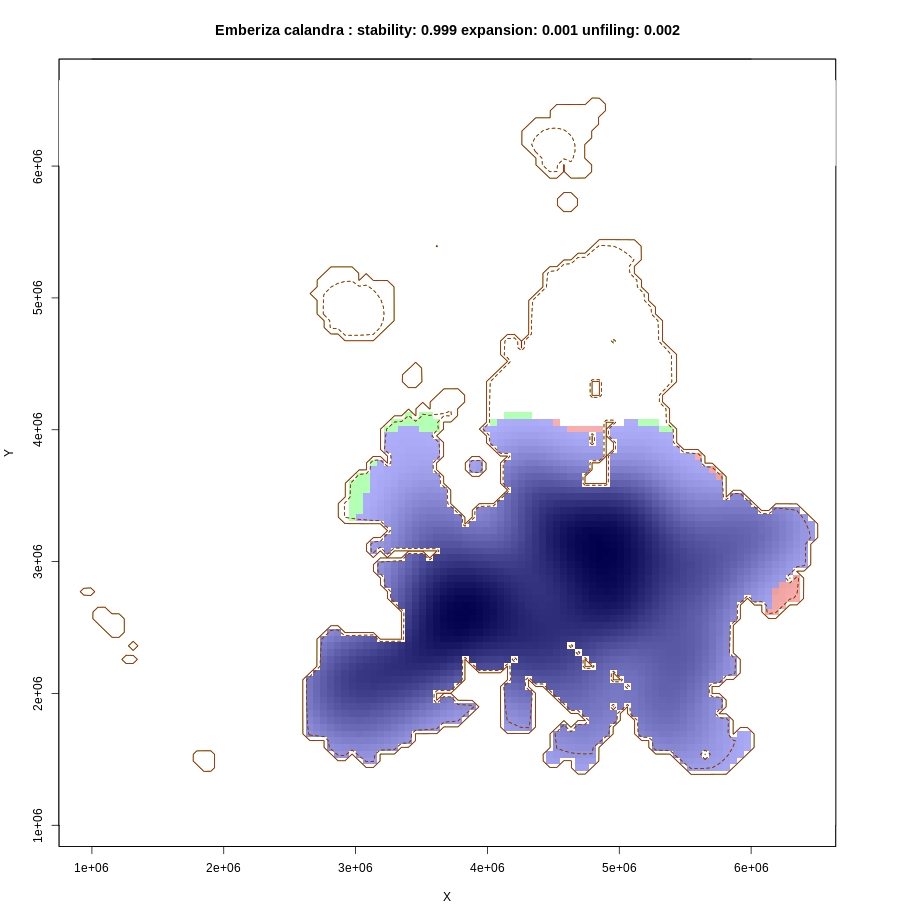 Emberiza calandra : stability: 0.999 expansion: 0.001 unfiling: 0.002
6e+06
5e+06
4e+06
Y
3e+06
2e+06
1e+06
1e+06 2e+06 3e+06 4e+06 5e+06 6e+06
X